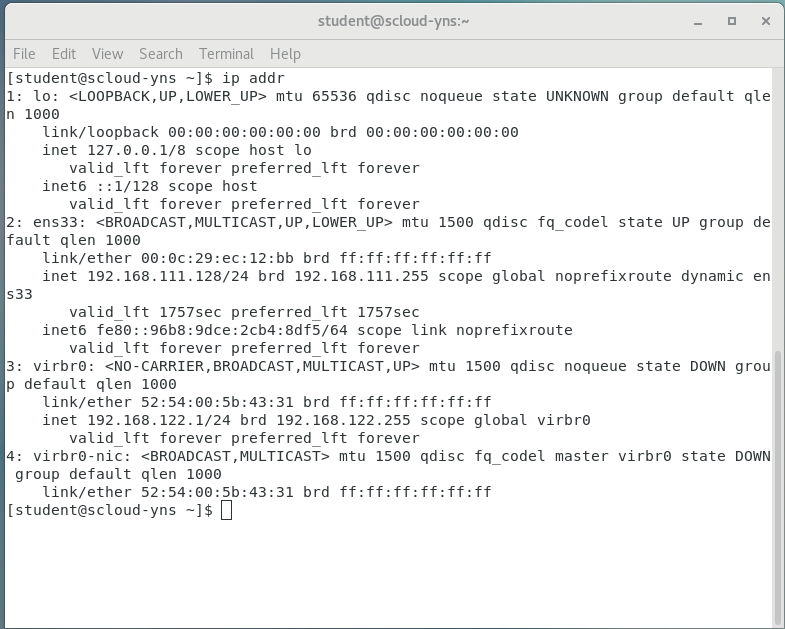 student@scloud-yns:~
File Edit View Search Terminal Help
[student@scloud-yns ~]$ ip addr
1: lo: <LOOPBACK,UP,LOWER_UP> mtu 65536 qdisc noqueue state UNKNOWN group default qle
n 1000
    link/loopback 00:00:00:00:00:00 brd 00:00:00:00:00:00
    inet 127.0.0.1/8 scope host lo
       valid_lft forever preferred_lft forever
    inet6 ::1/128 scope host
       valid_lft forever preferred_lft forever
2: ens33: <BROADCAST,MULTICAST,UP,LOWER_UP> mtu 1500 qdisc fq_codel state UP group de
fault qlen 1000
    link/ether 00:0c:29:ec:12:bb brd ff:ff:ff:ff:ff:ff
    inet 192.168.111.128/24 brd 192.168.111.255 scope global noprefixroute dynamic en
s33
       valid_lft 1757sec preferred_lft 1757sec
    inet6 fe80::96b8:9dce:2cb4:8df5/64 scope link noprefixroute
       valid_lft forever preferred_lft forever
3: virbr0: <NO-CARRIER,BROADCAST,MULTICAST,UP> mtu 1500 qdisc noqueue state DOWN grou
p default qlen 1000
    link/ether 52:54:00:5b:43:31 brd ff:ff:ff:ff:ff:ff
    inet 192.168.122.1/24 brd 192.168.122.255 scope global virbr0
       valid_lft forever preferred_lft forever
4: virbr0-nic: <BROADCAST,MULTICAST> mtu 1500 qdisc fq_codel master virbr0 state DOWN
 group default qlen 1000
    link/ether 52:54:00:5b:43:31 brd ff:ff:ff:ff:ff:ff
[student@scloud-yns ~]$